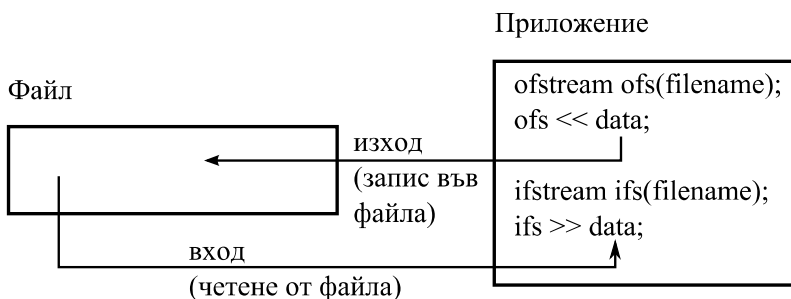 Приложение
Файл
ofstream ofs(filename);
ofs << data;
изход
(запис във
файла)
ifstream ifs(filename);
ifs >> data;
вход
(четене от файла)